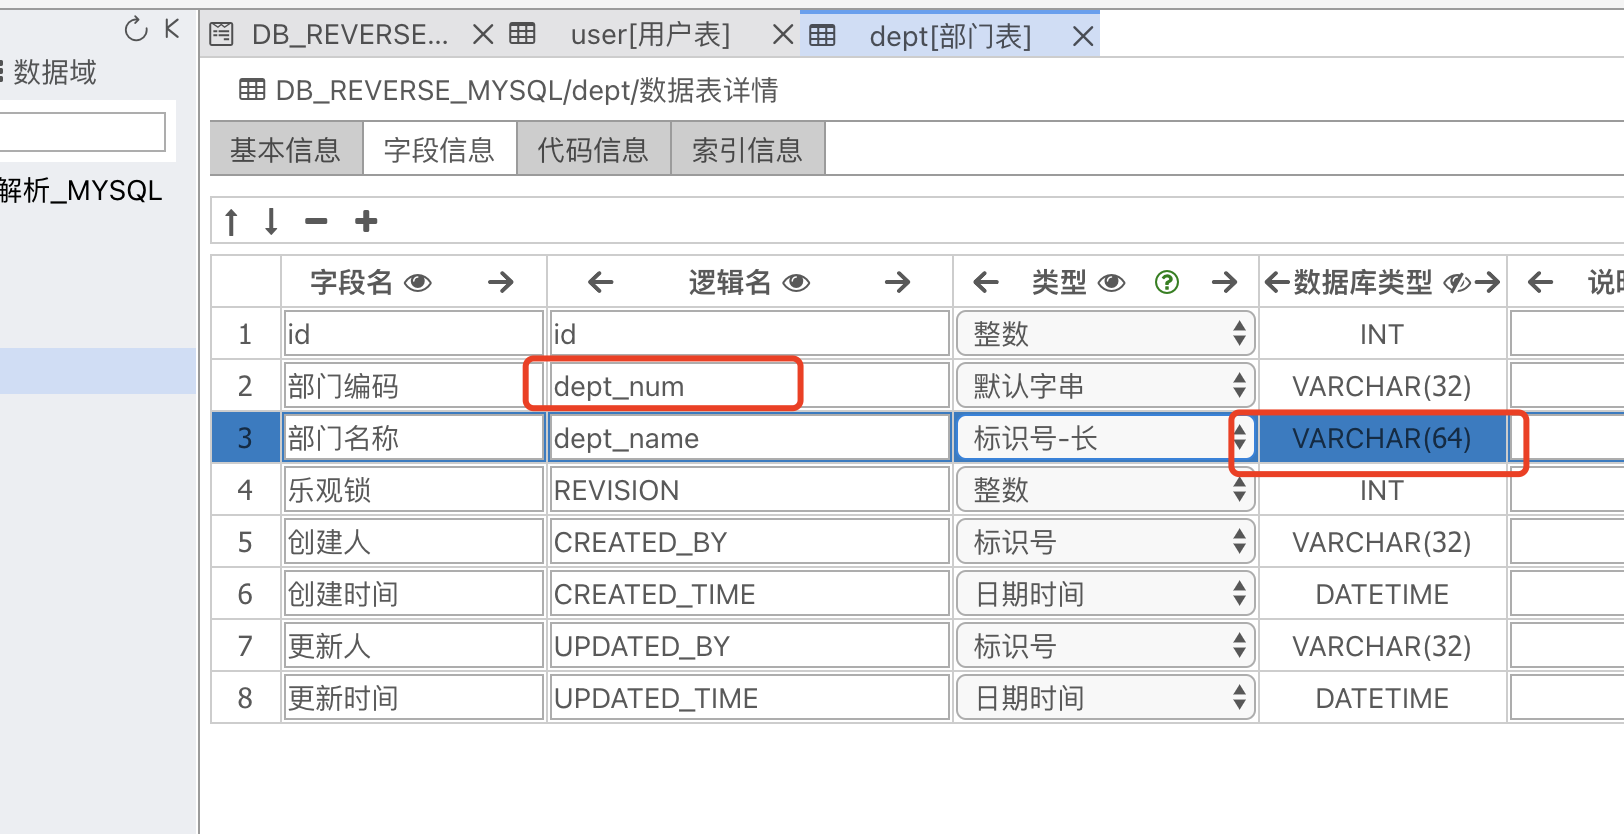 数据域
解析_MYSQL
DB_REVERSE... user[用户表] dept[部门表]
DB_REVERSE_MYSQL/dept/数据表详情
基本信息 字段信息 代码信息 索引信息
字段名 逻辑名 类型 数据库类型
1 id id 整数 INT
2 部门编码 dept_num 默认字串 VARCHAR(32)
3 部门名称 dept_name 标识号-长 VARCHAR(64)
4 乐观锁 REVISION 整数 INT
5 创建人 CREATED_BY 标识号 VARCHAR(32)
6 创建时间 CREATED_TIME 日期时间 DATETIME
7 更新人 UPDATED_BY 标识号 VARCHAR(32)
8 更新时间 UPDATED_TIME 日期时间 DATETIME